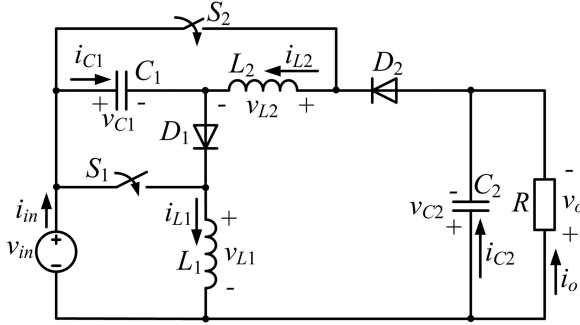 S2
iC1 C1 L2 iL2 D2
+ - - +
vC1 vL2
D1
S1
iin iL1 + - C2 -
vC2 R vo
vin + - L1 vL1 + +
- iC2 io